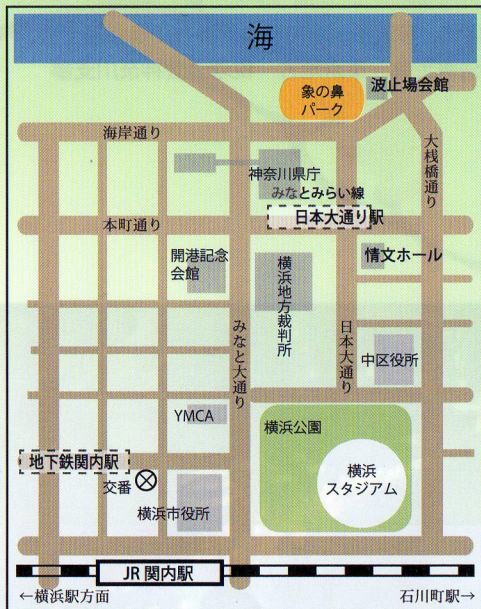 海
象の鼻
パーク
波止場会館
海岸通り
大桟橋通り
神奈川県庁
みなとみらい線
日本大通り駅
本町通り
開港記念
会館
横浜地方裁判所
情文ホール
みなと大通り
日本大通り
中区役所
YMCA
横浜公園
地下鉄関内駅
横浜
スタジアム
交番
横浜市役所
JR 関内駅
←横浜駅方面
石川町駅→